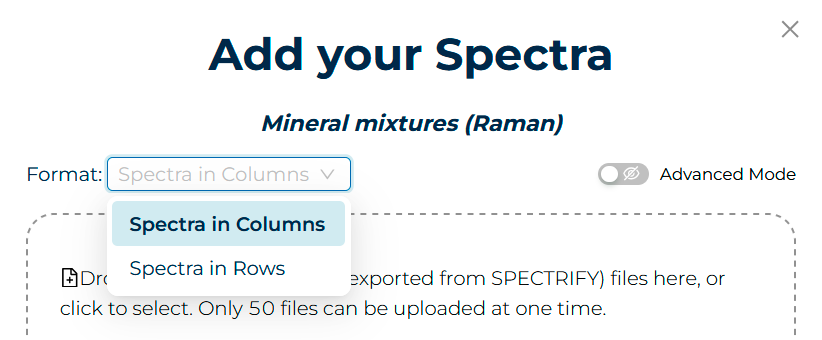 Add your Spectra
Mineral mixtures (Raman)
Format: Spectra in Columns Advanced Mode
Spectra in Columns
Spectra in Rows
exported from SPECTRIFY) files here, or
click to select. Only 50 files can be uploaded at one time.